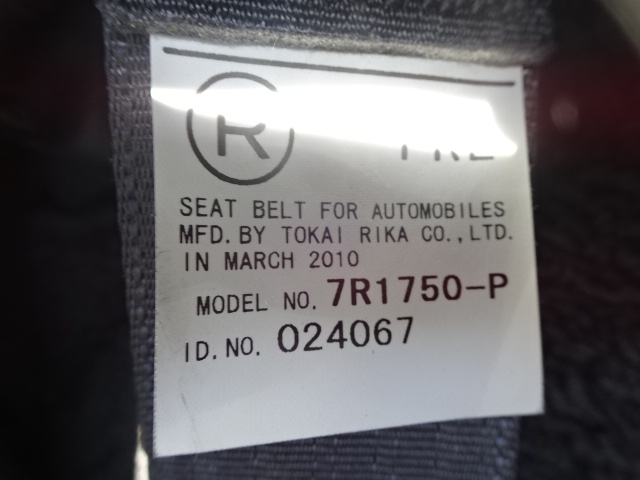 R
SEAT BELT FOR AUTOMOBILES
MFD. BY TOKAI RIKA CO., LTD.
IN MARCH 2010
MODEL NO. 7R1750-P
ID. NO. 024067